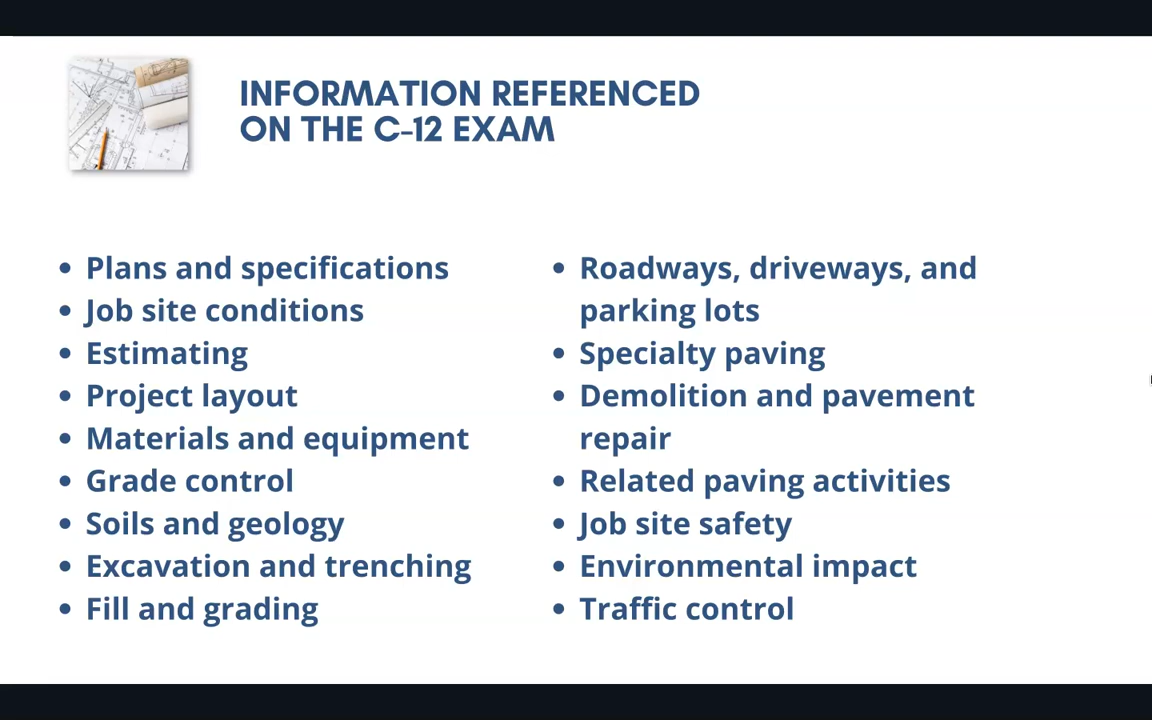 INFORMATION REFERENCED
ON THE C-12 EXAM
• Plans and specifications
• Job site conditions
• Estimating
• Project layout
• Materials and equipment
• Grade control
• Soils and geology
• Excavation and trenching
• Fill and grading
• Roadways, driveways, and
parking lots
• Specialty paving
• Demolition and pavement
repair
• Related paving activities
• Job site safety
• Environmental impact
• Traffic control